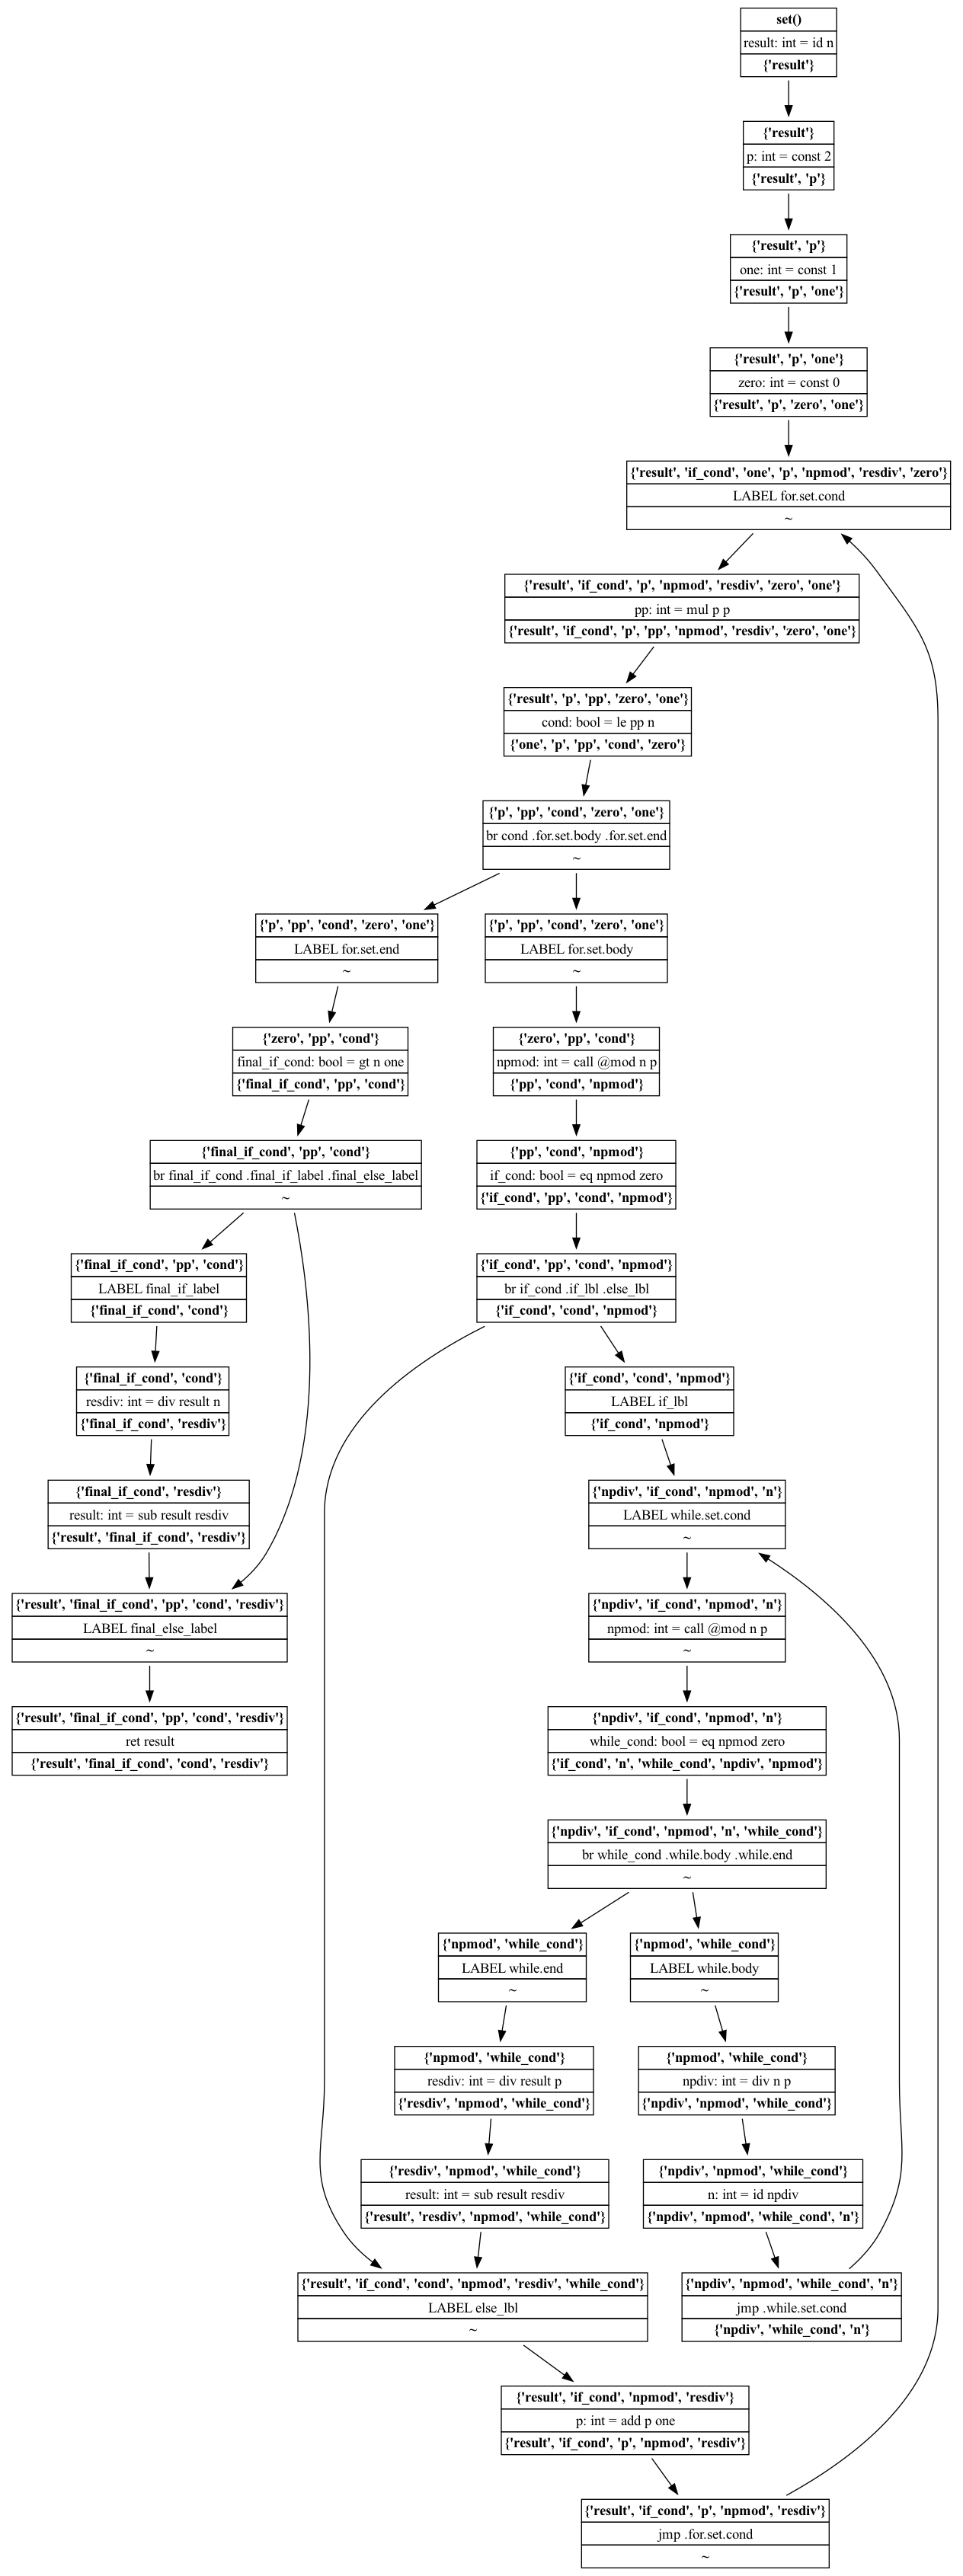 set()
result: int = id n
{'result'}
{'result'}
p: int = const 2
{'result', 'p'}
{'result', 'p'}
one: int = const 1
{'result', 'p', 'one'}
{'result', 'p', 'one'}
zero: int = const 0
{'result', 'p', 'zero', 'one'}
{'result', 'if_cond', 'one', 'p', 'npmod', 'resdiv', 'zero'}
LABEL for.set.cond
~
{'result', 'if_cond', 'p', 'npmod', 'resdiv', 'zero', 'one'}
pp: int = mul p p
{'result', 'if_cond', 'p', 'pp', 'npmod', 'resdiv', 'zero', 'one'}
{'result', 'p', 'pp', 'zero', 'one'}
cond: bool = le pp n
{'one', 'p', 'pp', 'cond', 'zero'}
{'p', 'pp', 'cond', 'zero', 'one'}
br cond .for.set.body .for.set.end
~
{'p', 'pp', 'cond', 'zero', 'one'}
LABEL for.set.end
~
{'p', 'pp', 'cond', 'zero', 'one'}
LABEL for.set.body
~
{'zero', 'pp', 'cond'}
final_if_cond: bool = gt n one
{'final_if_cond', 'pp', 'cond'}
{'zero', 'pp', 'cond'}
npmod: int = call @mod n p
{'pp', 'cond', 'npmod'}
{'final_if_cond', 'pp', 'cond'}
br final_if_cond .final_if_label .final_else_label
~
{'pp', 'cond', 'npmod'}
if_cond: bool = eq npmod zero
{'if_cond', 'pp', 'cond', 'npmod'}
{'final_if_cond', 'pp', 'cond'}
LABEL final_if_label
{'final_if_cond', 'cond'}
{'if_cond', 'pp', 'cond', 'npmod'}
br if_cond .if_lbl .else_lbl
{'if_cond', 'cond', 'npmod'}
{'final_if_cond', 'cond'}
resdiv: int = div result n
{'final_if_cond', 'resdiv'}
{'if_cond', 'cond', 'npmod'}
LABEL if_lbl
{'if_cond', 'npmod'}
{'final_if_cond', 'resdiv'}
result: int = sub result resdiv
{'result', 'final_if_cond', 'resdiv'}
{'npdiv', 'if_cond', 'npmod', 'n'}
LABEL while.set.cond
~
{'result', 'final_if_cond', 'pp', 'cond', 'resdiv'}
LABEL final_else_label
~
{'npdiv', 'if_cond', 'npmod', 'n'}
npmod: int = call @mod n p
~
{'result', 'final_if_cond', 'pp', 'cond', 'resdiv'}
ret result
{'result', 'final_if_cond', 'cond', 'resdiv'}
{'npdiv', 'if_cond', 'npmod', 'n'}
while_cond: bool = eq npmod zero
{'if_cond', 'n', 'while_cond', 'npdiv', 'npmod'}
{'npdiv', 'if_cond', 'npmod', 'n', 'while_cond'}
br while_cond .while.body .while.end
~
{'npmod', 'while_cond'}
LABEL while.end
~
{'npmod', 'while_cond'}
LABEL while.body
~
{'npmod', 'while_cond'}
resdiv: int = div result p
{'resdiv', 'npmod', 'while_cond'}
{'npmod', 'while_cond'}
npdiv: int = div n p
{'npdiv', 'npmod', 'while_cond'}
{'resdiv', 'npmod', 'while_cond'}
result: int = sub result resdiv
{'result', 'resdiv', 'npmod', 'while_cond'}
{'npdiv', 'npmod', 'while_cond'}
n: int = id npdiv
{'npdiv', 'npmod', 'while_cond', 'n'}
{'result', 'if_cond', 'cond', 'npmod', 'resdiv', 'while_cond'}
LABEL else_lbl
~
{'npdiv', 'npmod', 'while_cond', 'n'}
jmp .while.set.cond
{'npdiv', 'while_cond', 'n'}
{'result', 'if_cond', 'npmod', 'resdiv'}
p: int = add p one
{'result', 'if_cond', 'p', 'npmod', 'resdiv'}
{'result', 'if_cond', 'p', 'npmod', 'resdiv'}
jmp .for.set.cond
~